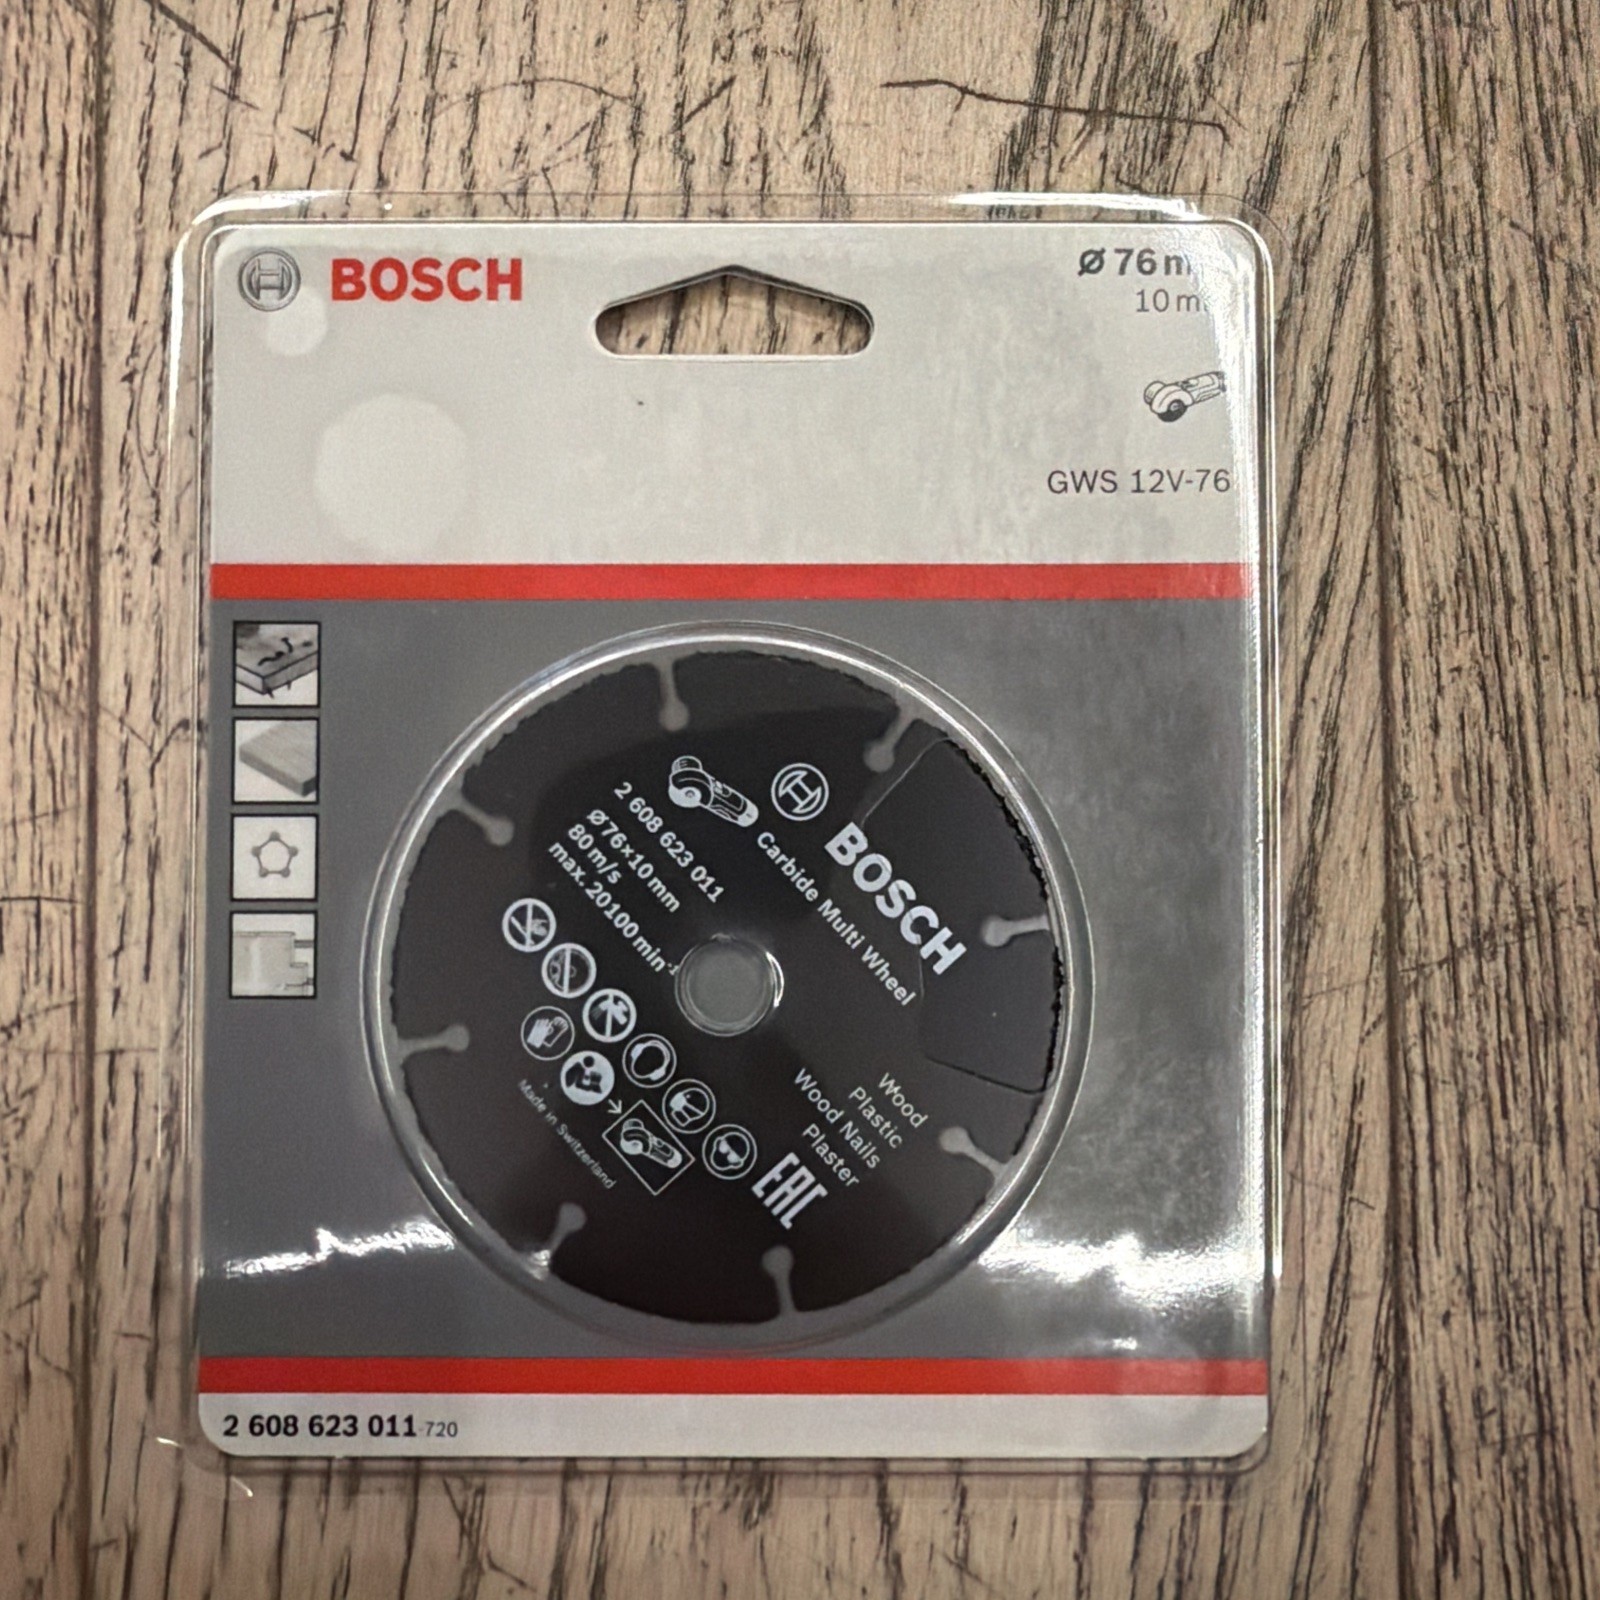 BOSCH
Ø 76 m
10 m
GWS 12V-76
BOSCH
Carbide Multi Wheel
2 608 623 011
Ø76×10 mm
80 m/s
max. 20100 min⁻¹
Wood
Plastic
Wood Nails
Plaster
EAC
Made in Switzerland
2 608 623 011-720